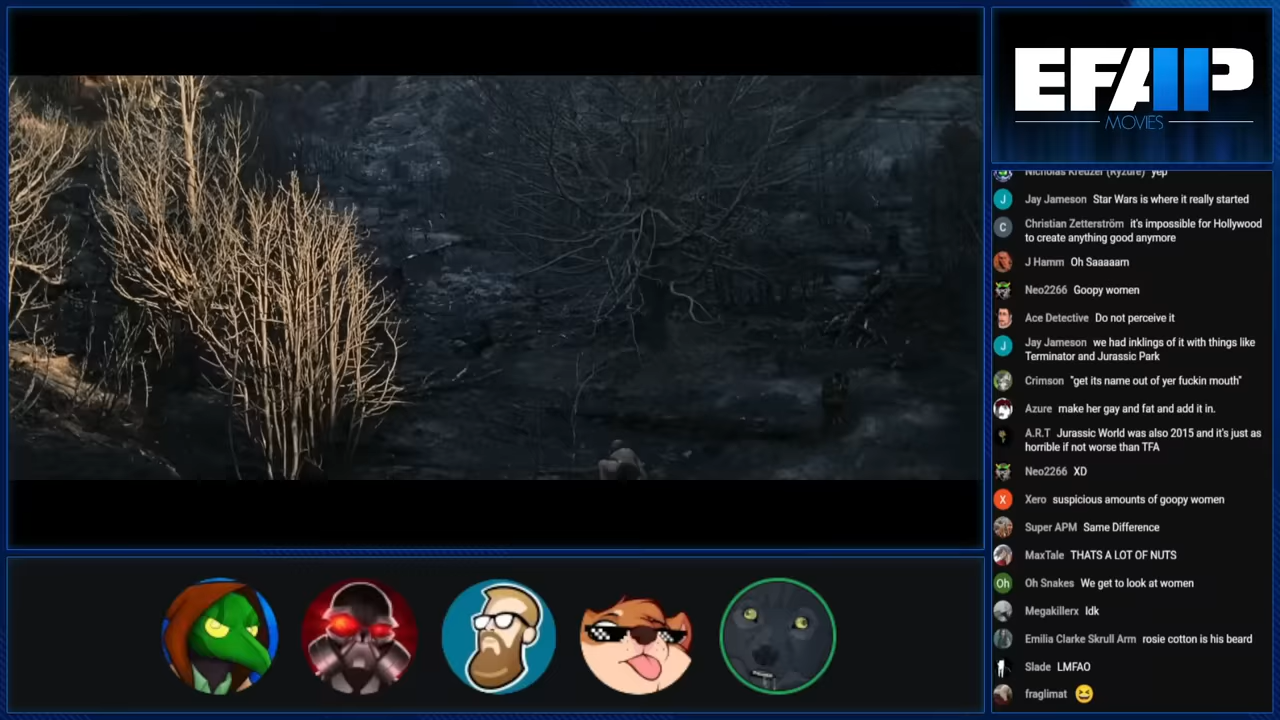 EFAP
MOVIES
Nicholas Kreuzer (Ryzure) yep
J Jay Jameson Star Wars is where it really started
C Christian Zetterström it's impossible for Hollywood
to create anything good anymore
J Hamm Oh Saaaaam
Neo2266 Goopy women
Ace Detective Do not perceive it
J Jay Jameson we had inklings of it with things like
Terminator and Jurassic Park
Crimson "get its name out of yer fuckin mouth"
Azure make her gay and fat and add it in.
A.R.T Jurassic World was also 2015 and it's just as
horrible if not worse than TFA
Neo2266 XD
X Xero suspicious amounts of goopy women
Super APM Same Difference
MaxTale THATS A LOT OF NUTS
Oh Oh Snakes We get to look at women
Megakillerx Idk
Emilia Clarke Skrull Arm rosie cotton is his beard
Slade LMFAO
fraglimat